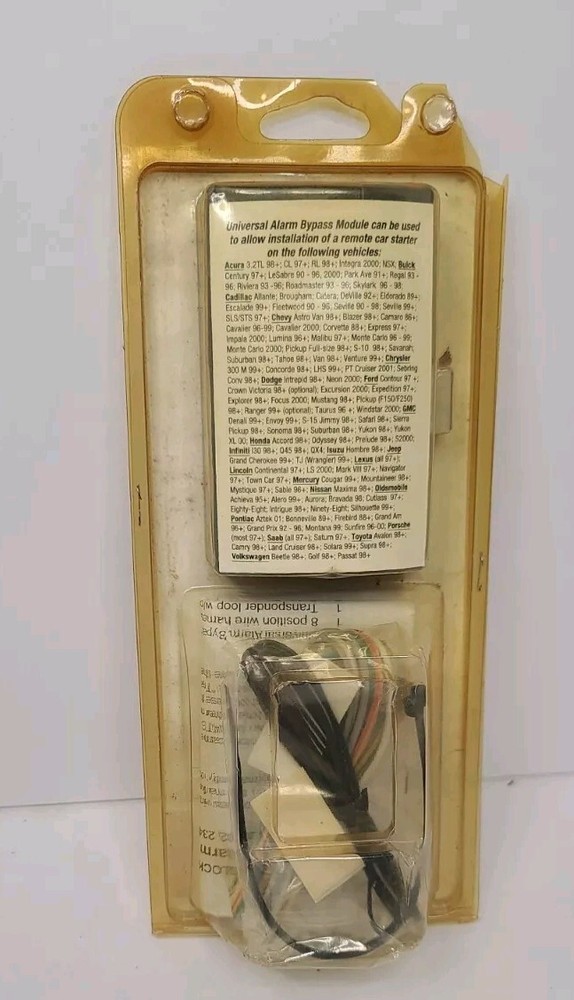 Universal Alarm Bypass Module can be used
to allow installation of a remote car starter
on the following vehicles:
Acura 3.2TL 98+; CL 97+; RL 98+; Integra 2000; NSX; Buick
Century 97+; LeSabre 90 - 96, 2000; Park Ave 91+; Regal 93 -
96; Riviera 93 -96; Roadmaster 93 - 96; Skylark 96 - 98;
Cadillac Allante; Brougham; Catera; DeVille 92+; Eldorado 89+;
Escalade 99+; Fleetwood 90 - 96; Seville 90 - 98; Seville 99+;
SLS/STS 97+; Chevy Astro Van 98+; Blazer 98+; Camaro 86+;
Cavalier 96-99; Cavalier 2000; Corvette 88+; Express 97+;
Impala 2000; Lumina 96+; Malibu 97+; Monte Carlo 96 - 99;
Monte Carlo 2000; Pickup Full-size 98+; S-10 98+; Savanah;
Suburban 98+; Tahoe 98+; Van 98+; Venture 99+; Chrysler
300 M 99+; Concorde 98+; LHS 99+; PT Cruiser 2001; Sebring
Conv 98+; Dodge Intrepid 98+; Neon 2000; Ford Contour 97 +;
Crown Victoria 98+ (optional); Excursion 2000; Expedition 97+;
Explorer 98+; Focus 2000; Mustang 98+; Pickup (F150/F250)
98+; Ranger 99+ (optional); Taurus 96 +; Windstar 2000; GMC
Denali 99+; Envoy 99+; S-15 Jimmy 98+; Safari 98+; Sierra
Pickup 98+; Sonoma 98+; Suburban 98+; Yukon 98+; Yukon
XL 00; Honda Accord 98+; Odyssey 98+; Prelude 98+; S2000;
Infiniti I30 98+; Q45 98+; QX4; Isuzu Hombre 98+; Jeep
Grand Cherokee 99+; TJ (Wrangler) 99+; Lexus (all 97+);
Lincoln Continental 97+; LS 2000; Mark VIII 97+; Navigator
97+; Town Car 97+; Mercury Cougar 99+; Mountaineer 98+;
Mystique 97+; Sable 96+; Nissan Maxima 98+; Oldsmobile
Achieva 95+; Alero 99+; Aurora; Bravada 98; Cutlass 97+;
Eighty-Eight; Intrigue 98+; Ninety-Eight; Silhouette 99+;
Pontiac Aztek 01; Bonneville 89+; Firebird 88+; Grand Am
96+; Grand Prix 92 - 96; Montana 99; Sunfire 96-00; Porsche
(most 97+); Saab (all 97+); Saturn 97+; Toyota Avalon 98+;
Camry 98+; Land Cruiser 98+; Solara 99+; Supra 98+;
Volkswagen Beetle 98+; Golf 98+; Passat 98+
1 Transponder loop w/o
1 8 position wire
Alarm